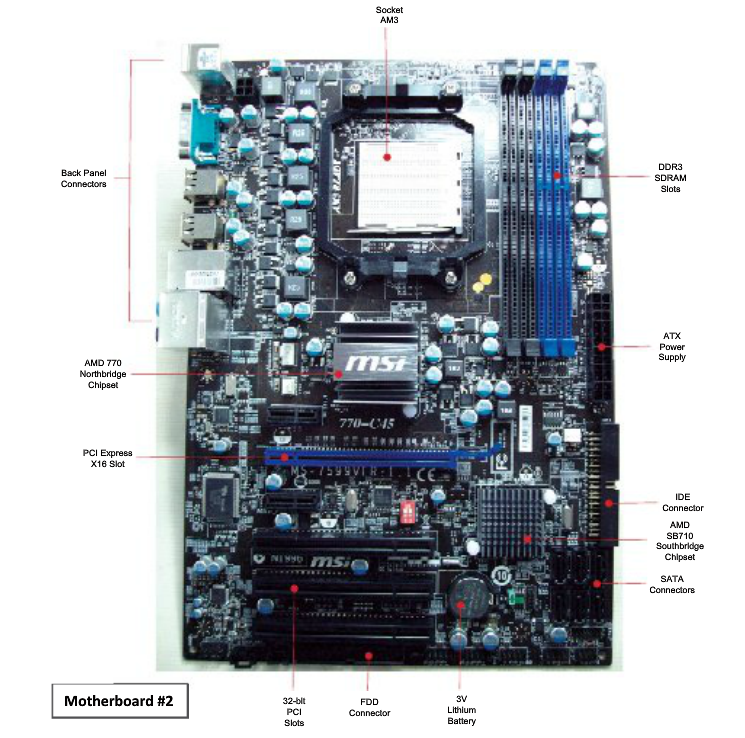 Socket
AM3
Back Panel
Connectors
DDR3
SDRAM
Slots
ATX
Power
Supply
AMD 770
Northbridge
Chipset
msi
770-C45
PCI Express
X16 Slot
IDE
Connector
AMD
SB710
Southbridge
Chipset
N1996
msi
SATA
Connectors
Motherboard #2
32-bit
PCI
Slots
FDD
Connector
3V
Lithium
Battery